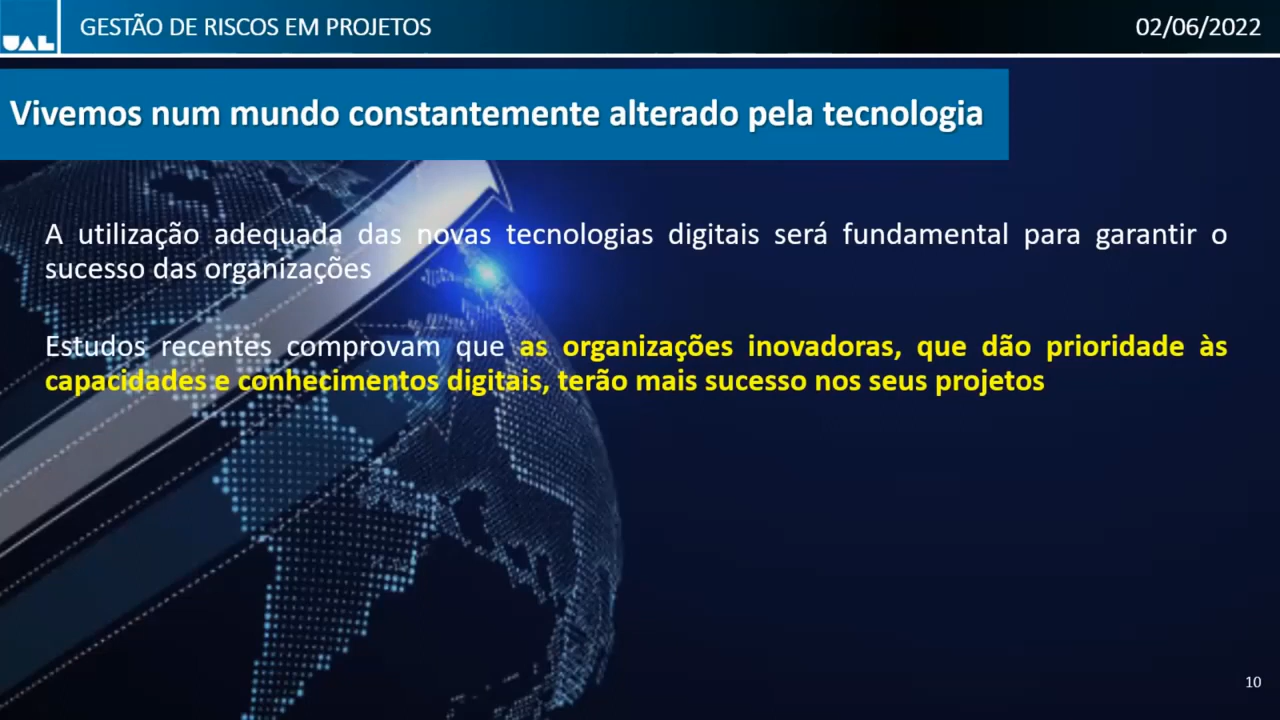 UAL
GESTÃO DE RISCOS EM PROJETOS
02/06/2022
Vivemos num mundo constantemente alterado pela tecnologia
A utilização adequada das novas tecnologias digitais será fundamental para garantir o
sucesso das organizações
Estudos recentes comprovam que as organizações inovadoras, que dão prioridade às
capacidades e conhecimentos digitais, terão mais sucesso nos seus projetos
10